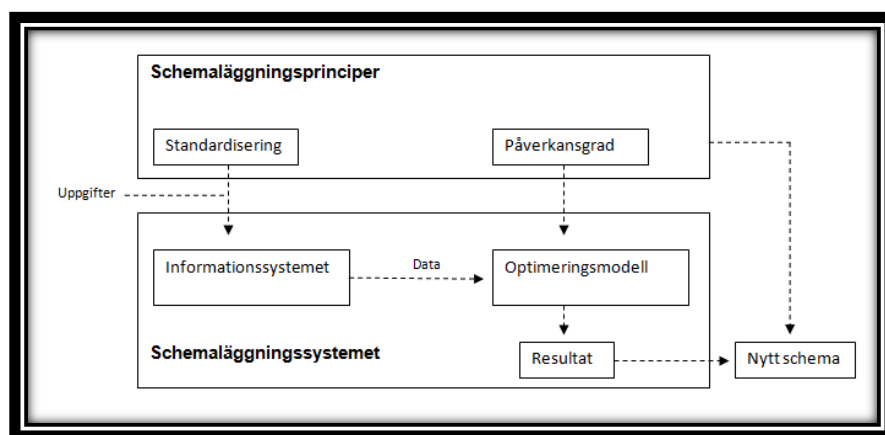 Schemaläggningsprinciper
Standardisering
Påverkansgrad
Uppgifter
Informationssystemet
Data
Optimeringsmodell
Schemaläggningssystemet
Resultat
Nytt schema